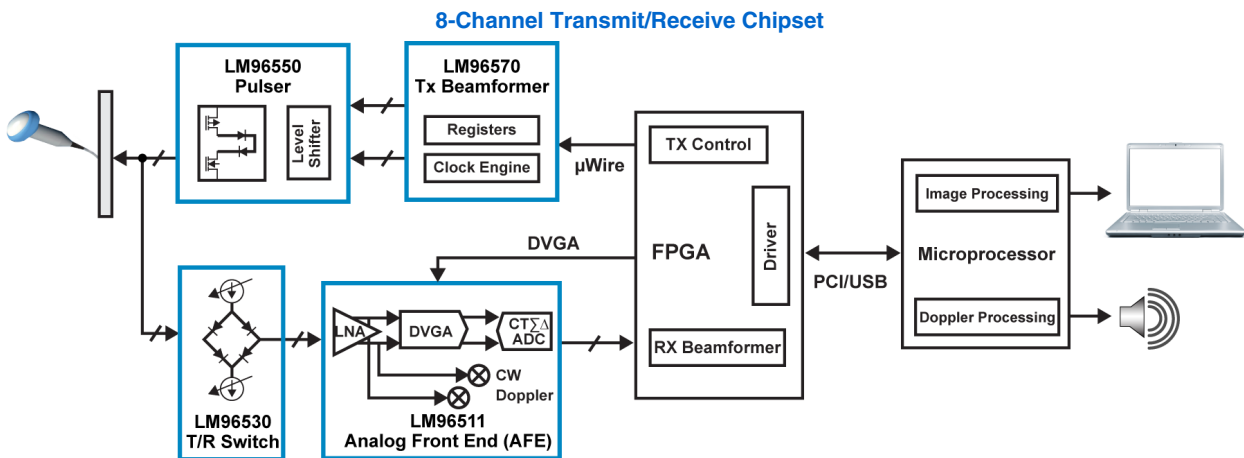 8-Channel Transmit/Receive Chipset
LM96550
Pulser
Level
Shifter
LM96570
Tx Beamformer
Registers
Clock Engine
µWire
TX Control
FPGA
Driver
RX Beamformer
DVGA
PCI/USB
Image Processing
Microprocessor
Doppler Processing
LM96530
T/R Switch
LNA
DVGA
CT∑∆
ADC
CW
Doppler
LM96511
Analog Front End (AFE)